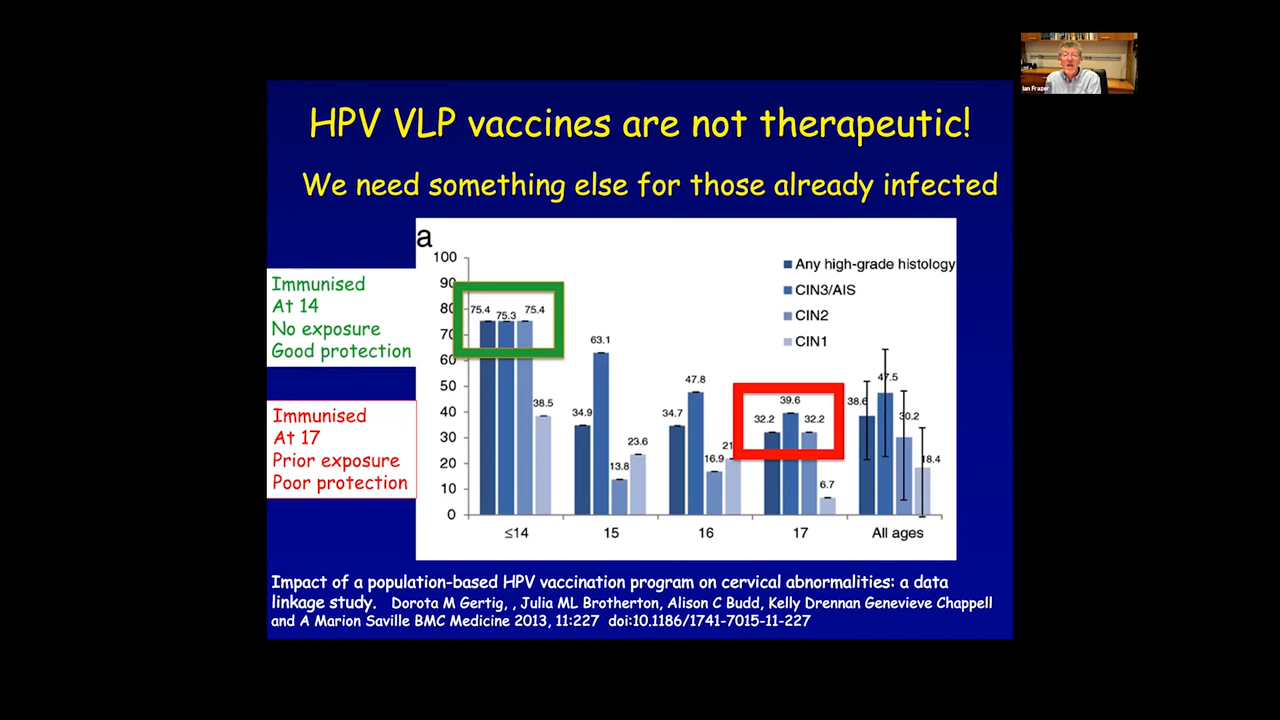 Ian Frazer
HPV VLP vaccines are not therapeutic!
We need something else for those already infected
Immunised
At 14
No exposure
Good protection
Immunised
At 17
Prior exposure
Poor protection
a
100
90
80
70
60
50
40
30
20
10
0
Any high-grade histology
CIN3/AIS
CIN2
CIN1
75.4
75.3
75.4
38.5
34.9
63.1
13.8
23.6
34.7
47.8
16.9
21
32.2
39.6
32.2
6.7
38.6
47.5
30.2
18.4
≤14
15
16
17
All ages
Impact of a population-based HPV vaccination program on cervical abnormalities: a data
linkage study. Dorota M Gertig, , Julia ML Brotherton, Alison C Budd, Kelly Drennan Genevieve Chappell
and A Marion Saville BMC Medicine 2013, 11:227 doi:10.1186/1741-7015-11-227